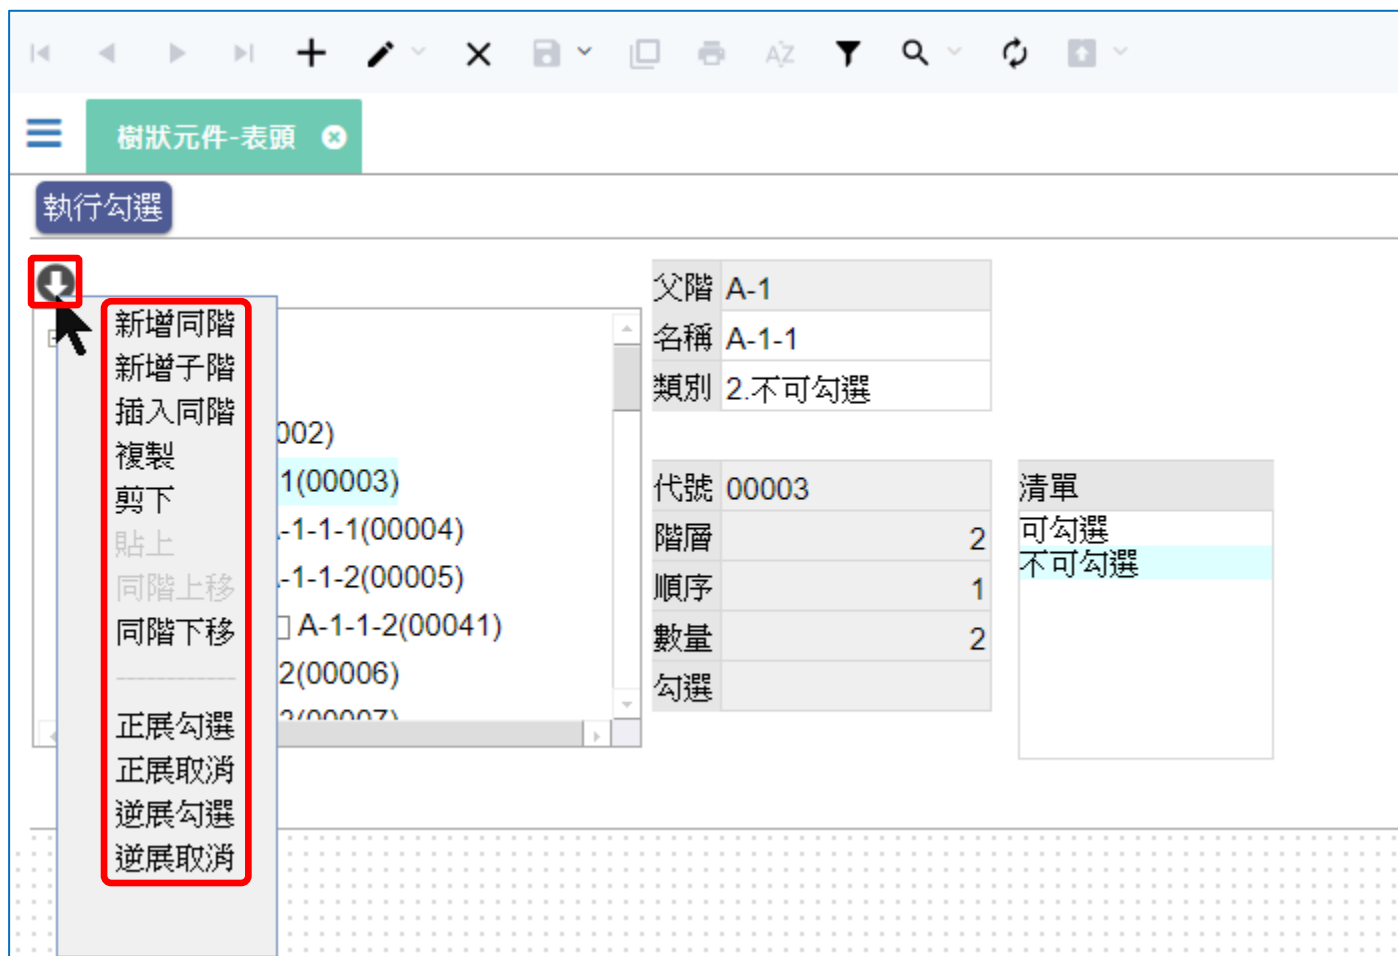 樹狀元件-表頭
執行勾選
新增同階
新增子階
插入同階
複製
剪下
貼上
同階上移
同階下移
正展勾選
正展取消
逆展勾選
逆展取消
002)
1(00003)
-1-1-1(00004)
-1-1-2(00005)
A-1-1-2(00041)
2(00006)
2(00007)
父階 A-1
名稱 A-1-1
類別 2.不可勾選
代號 00003
階層 2
順序 1
數量 2
勾選
清單
可勾選
不可勾選